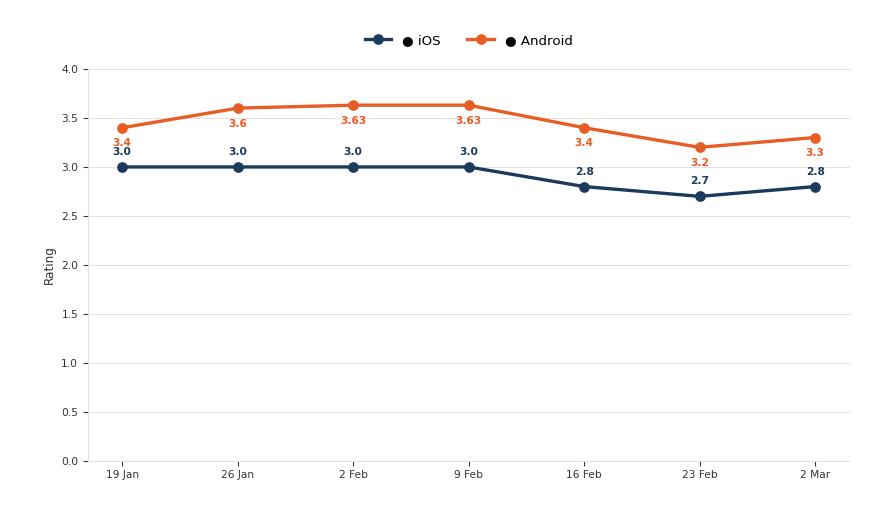 ● iOS ● Android
4.0
3.5
3.0
2.5
2.0
1.5
1.0
0.5
0.0
Rating
3.4 3.6 3.63 3.63 3.4 3.2 3.3
3.0 3.0 3.0 3.0 2.8 2.7 2.8
19 Jan 26 Jan 2 Feb 9 Feb 16 Feb 23 Feb 2 Mar